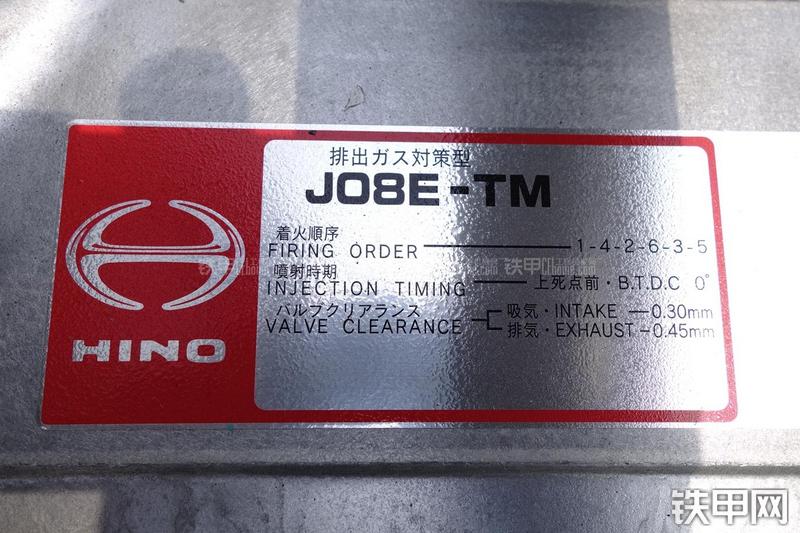 排出ガス対策型
J08E-TM
着火順序
FIRING ORDER 1-4-2-6-3-5
噴射時期
INJECTION TIMING 上死点前・B.T.D.C 0°
バルブクリアランス
VALVE CLEARANCE
吸気・INTAKE 0.30mm
排気・EXHAUST 0.45mm
HINO
铁甲网